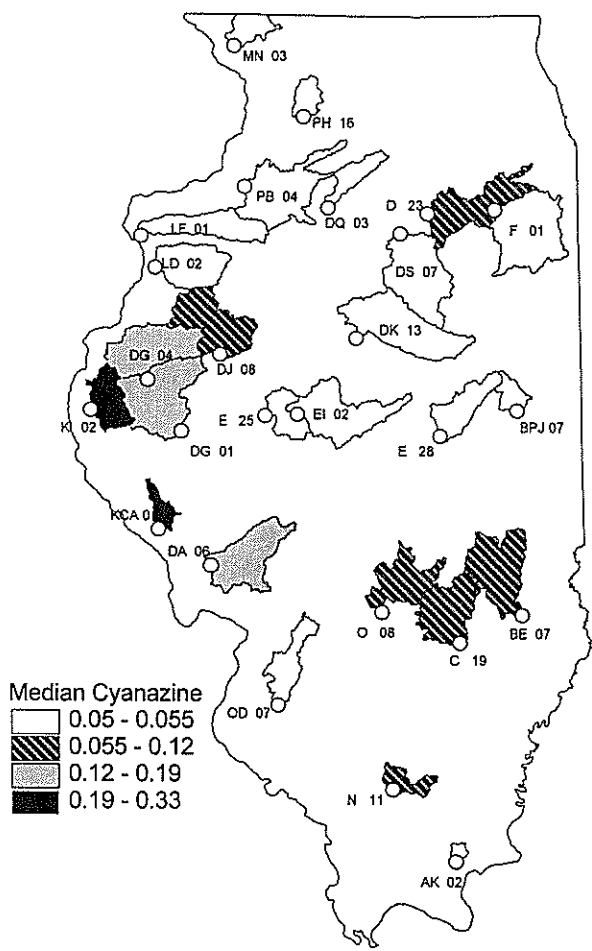 MN 03
PH 16
PB 04
DQ 03
D 23
F 01
LF 01
LD 02
DS 07
DK 13
DG 04
DJ 08
K 02
DG 01
E 25
EI 02
E 28
BPJ 07
KCA 0
DA 06
O 08
C 19
BE 07
OD 07
N 11
AK 02
Median Cyanazine
0.05 - 0.055
0.055 - 0.12
0.12 - 0.19
0.19 - 0.33